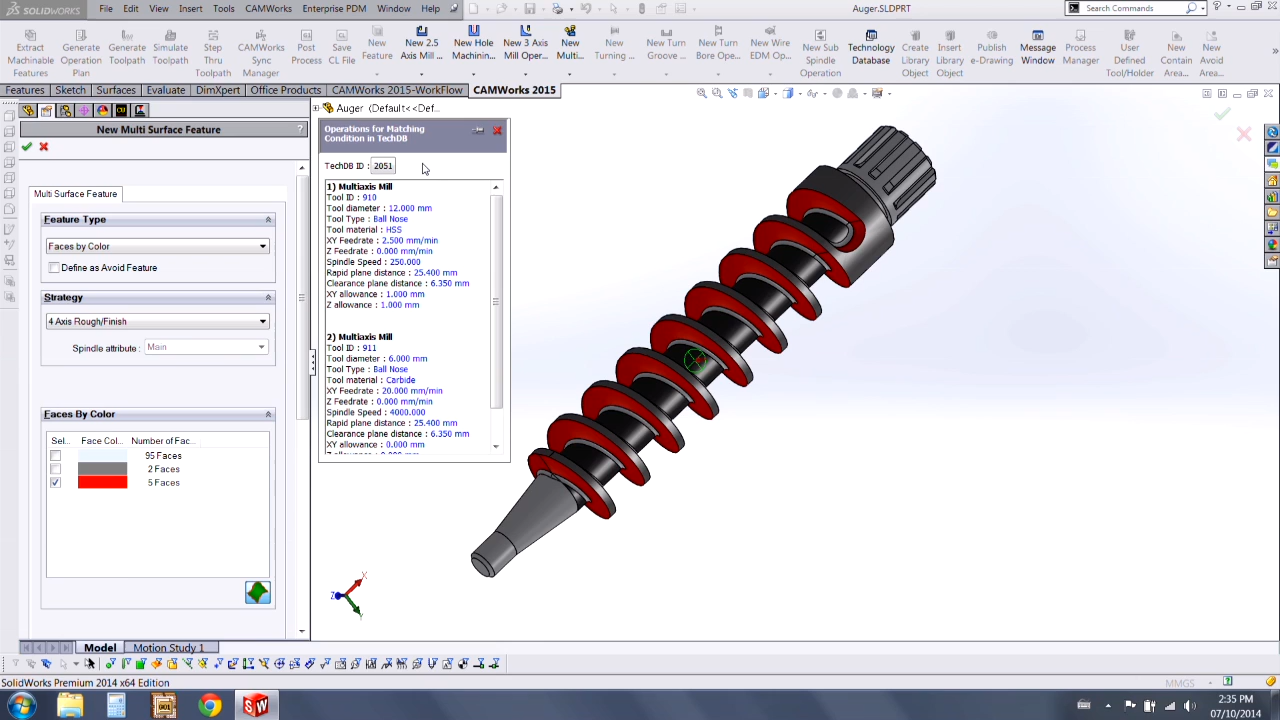 SOLIDWORKS File Edit View Insert Tools CAMWorks Enterprise PDM Window Help Auger.SLDPRT Search Commands
Extract Machinable Features
Generate Operation Plan
Generate Toolpath
Simulate Toolpath
Step Thru Toolpath
CAMWorks Sync Manager
Post Process
Save CL File
New Feature
New 2.5 Axis Mill ...
New Hole Machinin...
New 3 Axis Mill Oper...
New Multi...
New Turning ...
New Turn Groove ...
New Turn Bore Ope...
New Wire EDM Op...
New Sub Spindle Operation
Technology Database
Create Library Object
Insert Library Object
Publish e-Drawing
Message Window
Process Manager
User Defined Tool/Holder
New Contain Area...
New Avoid Area...
Features Sketch Surfaces Evaluate DimXpert Office Products CAMWorks 2015-WorkFlow CAMWorks 2015
Auger (Default<<Def...
New Multi Surface Feature ?
Multi Surface Feature
Feature Type
Faces by Color
Define as Avoid Feature
Strategy
4 Axis Rough/Finish
Spindle attribute : Main
Faces By Color
Sel... Face Col... Number of Fac...
95 Faces
2 Faces
5 Faces
Operations for Matching
Condition in TechDB
TechDB ID : 2051
1) Multiaxis Mill
Tool ID : 910
Tool diameter : 12.000 mm
Tool Type : Ball Nose
Tool material : HSS
XY Feedrate : 2.500 mm/min
Z Feedrate : 0.000 mm/min
Spindle Speed : 250.000
Rapid plane distance : 25.400 mm
Clearance plane distance : 6.350 mm
XY allowance : 1.000 mm
Z allowance : 1.000 mm
2) Multiaxis Mill
Tool ID : 911
Tool diameter : 6.000 mm
Tool Type : Ball Nose
Tool material : Carbide
XY Feedrate : 20.000 mm/min
Z Feedrate : 0.000 mm/min
Spindle Speed : 4000.000
Rapid plane distance : 25.400 mm
Clearance plane distance : 6.350 mm
XY allowance : 0.000 mm
Z allowance : 0.000 mm
X
Z
Y
Model Motion Study 1
SolidWorks Premium 2014 x64 Edition MMGS
2:35 PM
07/10/2014